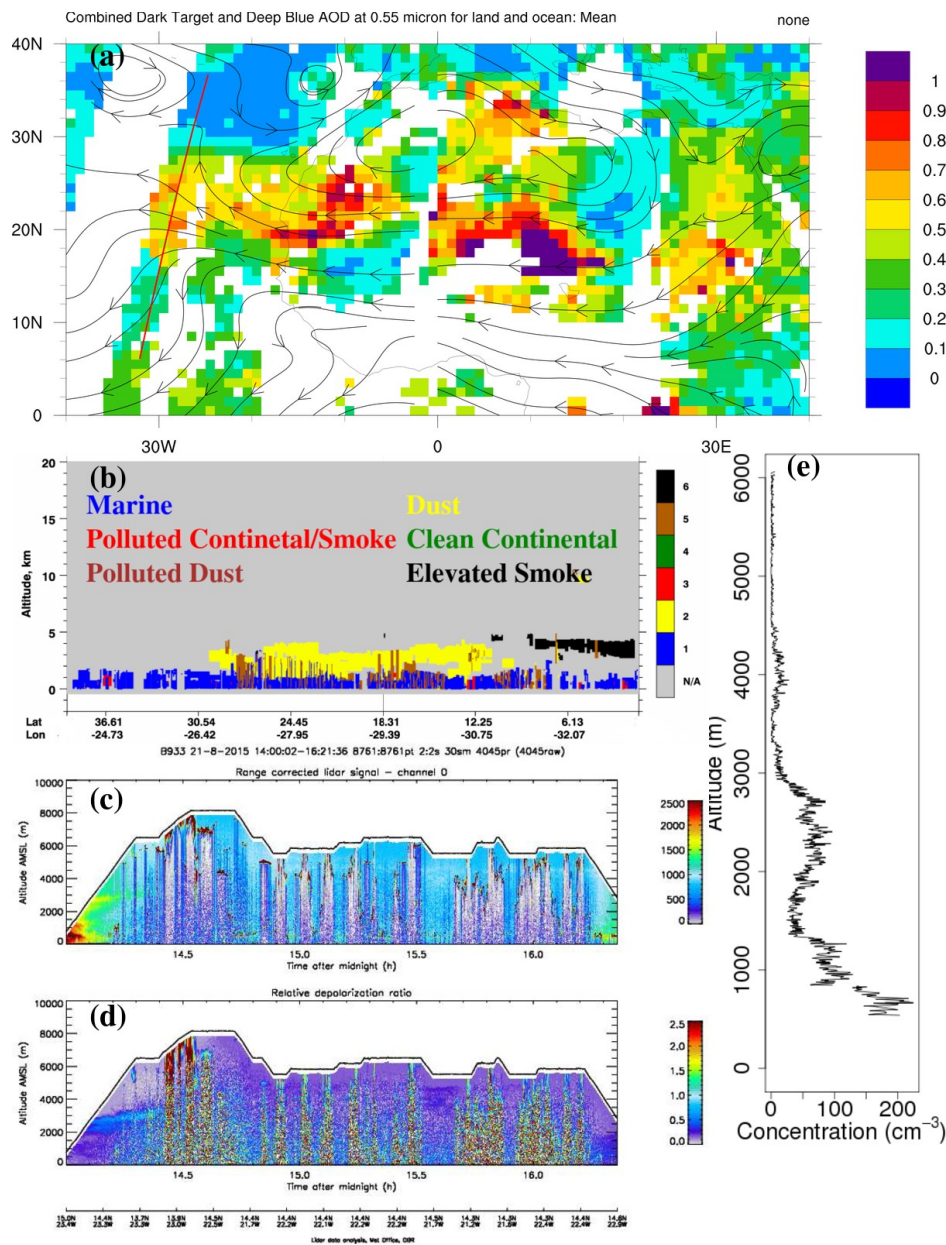 Combined Dark Target and Deep Blue AOD at 0.55 micron for land and ocean: Mean none
(a)
40N
30N
20N
10N
0
30W 0 30E
1
0.9
0.8
0.7
0.6
0.5
0.4
0.3
0.2
0.1
0
(b)
Marine Dust
Polluted Continetal/Smoke Clean Continental
Polluted Dust Elevated Smoke
Altitude, km
20
15
10
5
0
6
5
4
3
2
1
N/A
Lat 36.61 30.54 24.45 18.31 12.25 6.13
Lon -24.73 -26.44 -27.95 -29.39 -30.75 -32.07
B933 21-8-2015 14:00:02-16:21:36 8761:8761pt 2:2s 30sm 4045pr (4045raw)
Range corrected lidar signal - channel 0
(c)
Altitude AMSL (m)
10000
8000
6000
4000
2000
0
14.5 15.0 15.5 16.0
Time after midnight (h)
2500
2000
1500
1000
500
0
Relative depolarization ratio
(d)
Altitude AMSL (m)
10000
8000
6000
4000
2000
0
14.5 15.0 15.5 16.0
Time after midnight (h)
2.5
2.0
1.5
1.0
0.5
0.0
Lidar data analysis, Met Office, OBR
(e)
Altitude (m)
6000
5000
4000
3000
2000
1000
0
0 50 100 200
Concentration (cm⁻³)